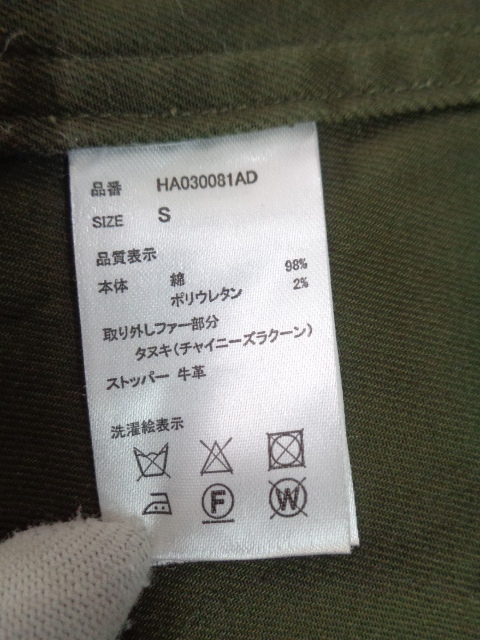 品番 HA030081AD
SIZE S
品質表示
本体 綿 98%
ポリウレタン 2%
取り外しファー部分
タヌキ(チャイニーズラクーン)
ストッパー 牛革
洗濯絵表示
F W